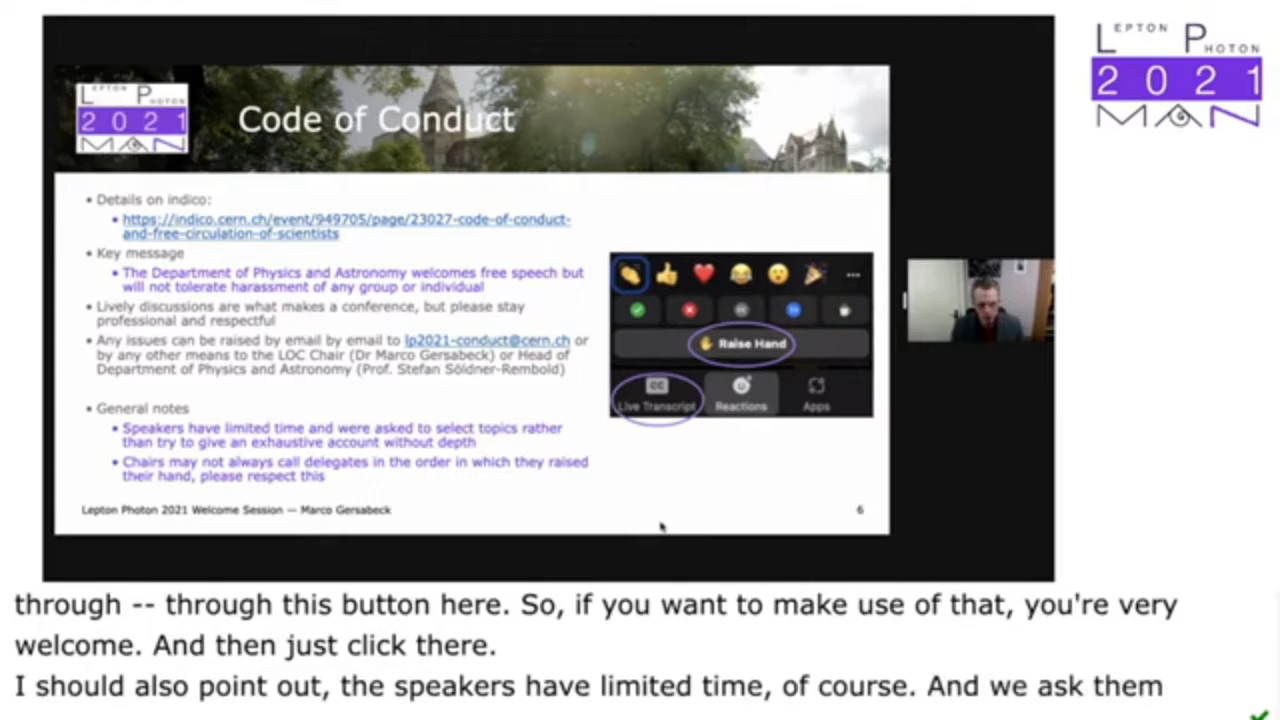 LEPTON PHOTON
2021
MAN
LEPTON PHOTON
2021
MAN
Code of Conduct
• Details on indico:
• https://indico.cern.ch/event/949705/page/23027-code-of-conduct-
and-free-circulation-of-scientists
• Key message
• The Department of Physics and Astronomy welcomes free speech but
will not tolerate harassment of any group or individual
• Lively discussions are what makes a conference, but please stay
professional and respectful
• Any issues can be raised by email by email to lp2021-conduct@cern.ch or
by any other means to the LOC Chair (Dr Marco Gersabeck) or Head of
Department of Physics and Astronomy (Prof. Stefan Söldner-Rembold)
• General notes
• Speakers have limited time and were asked to select topics rather
than try to give an exhaustive account without depth
• Chairs may not always call delegates in the order in which they raised
their hand, please respect this
Raise Hand
CC
Live Transcript Reactions Apps
Lepton Photon 2021 Welcome Session — Marco Gersabeck 6
through -- through this button here. So, if you want to make use of that, you're very
welcome. And then just click there.
I should also point out, the speakers have limited time, of course. And we ask them